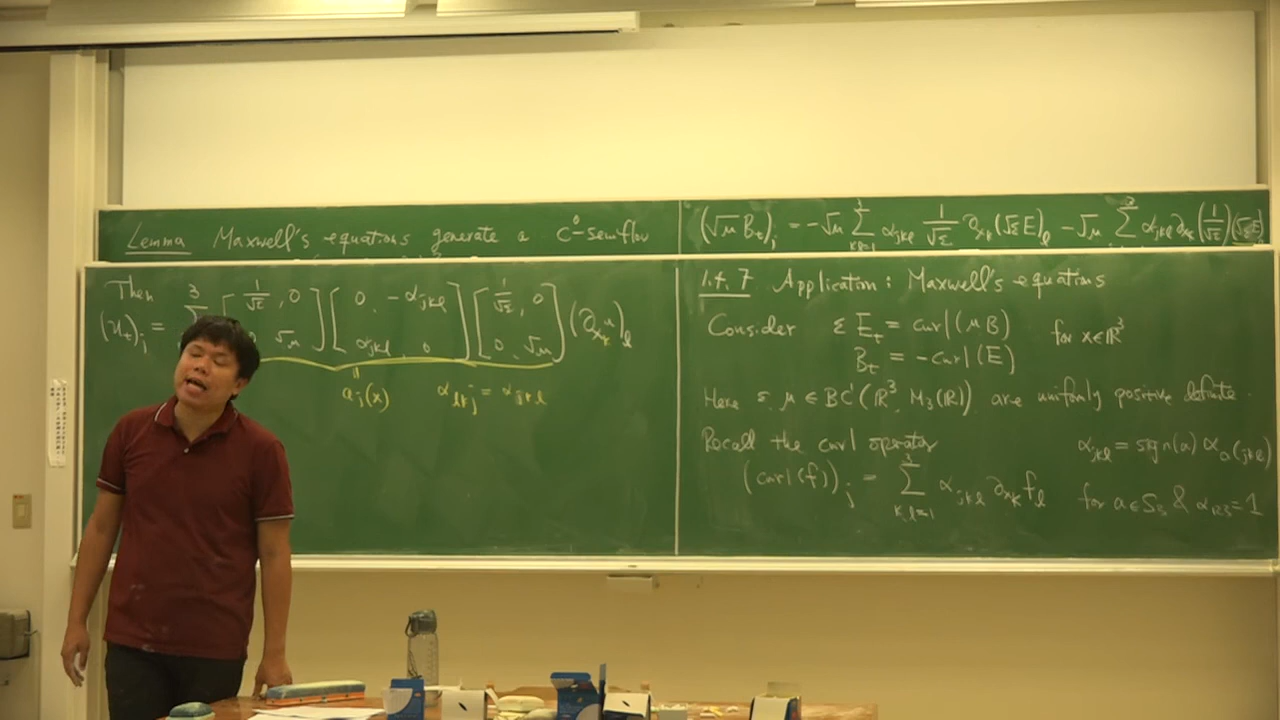 Lemma Maxwell's equations generate a C⁰-semiflow
(√μ B_t)_j = -√μ Σ_{k,l=1}^3 α_{jkl} 1/√ε ∂_{x_k}(√ε E)_l - √μ Σ^3 α_{jkl} ∂_{x_k}(1/√ε)(√ε E)
Then
(u_t)_j = Σ^3 [1/√ε, 0; 0, √μ] [0, -α_{jkl}; α_{jkl}, 0] [1/√ε, 0; 0, √μ] (∂_{x_k} u)_l
a_j(x) α_{lkj} = α_{jkl}
1.4.7 Application: Maxwell's equations
Consider ε E_t = curl(μB) for x∈ℝ³
B_t = -curl(E)
Here ε, μ ∈ BC¹(ℝ³, M₃(ℝ)) are uniformly positive definite.
Recall the curl operator α_{jkl} = sign(a) α_{a(jkl)}
(curl(f))_j = Σ_{k,l=1}^3 α_{jkl} ∂_{x_k} f_l for a∈S₃ & α_{123}=1